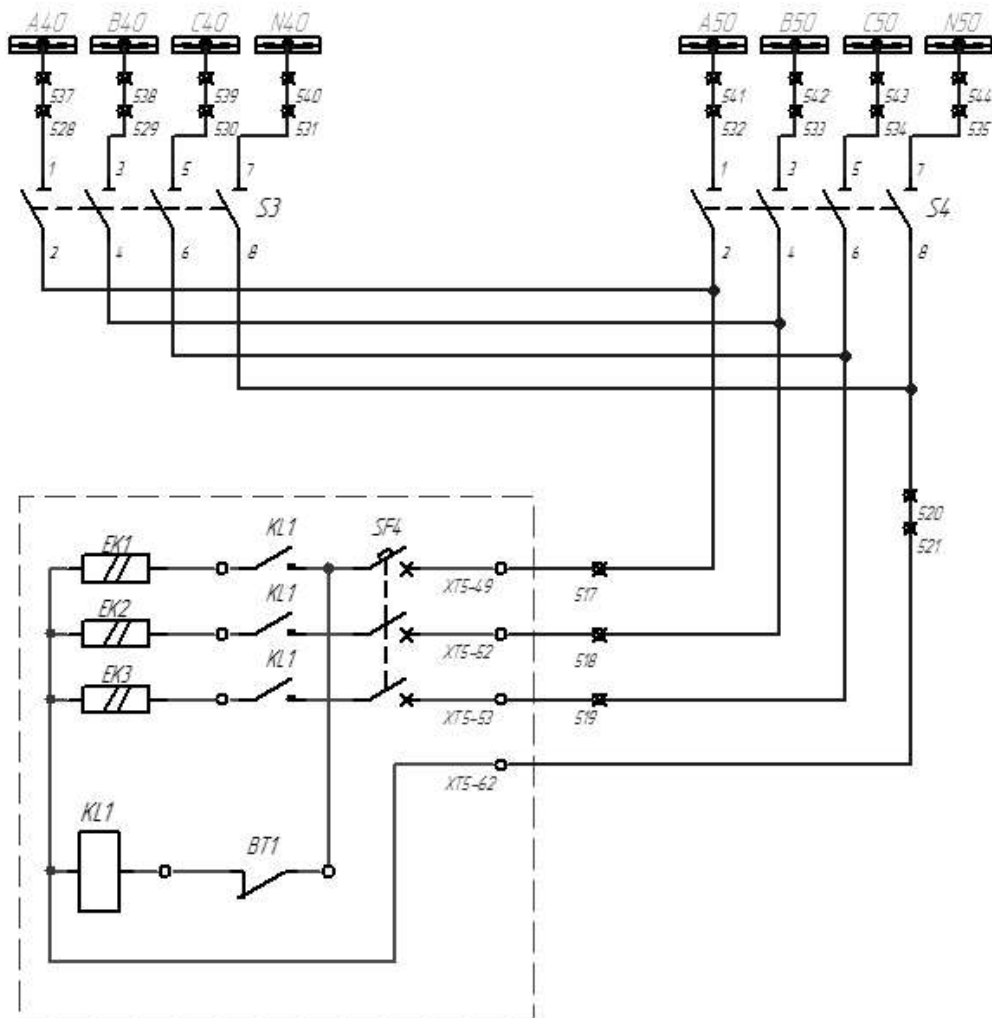 A40 B40 C40 N40 A50 B50 C50 N50
537 538 539 540 541 542 543 544
528 529 530 531 532 533 534 535
1 3 5 7 1 3 5 7
S3 S4
2 4 6 8 2 4 6 8
520
521
EK1 KL1 SF4
XT5-49 517
EK2 KL1
XT5-52 518
EK3 KL1
XT5-53 519
XT5-62
KL1
BT1